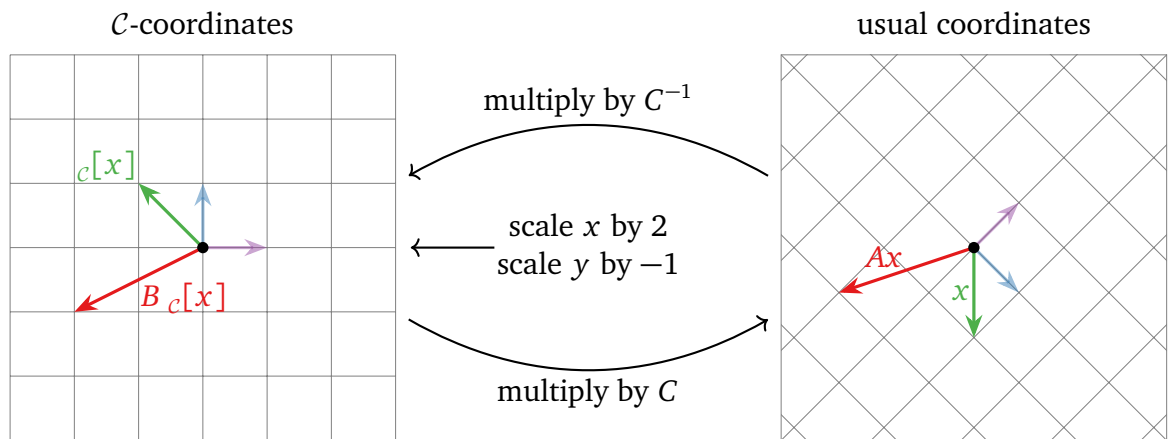 𝒞-coordinates
usual coordinates
multiply by C⁻¹
𝒞[x]
scale x by 2
scale y by −1
B 𝒞[x]
Ax
x
multiply by C